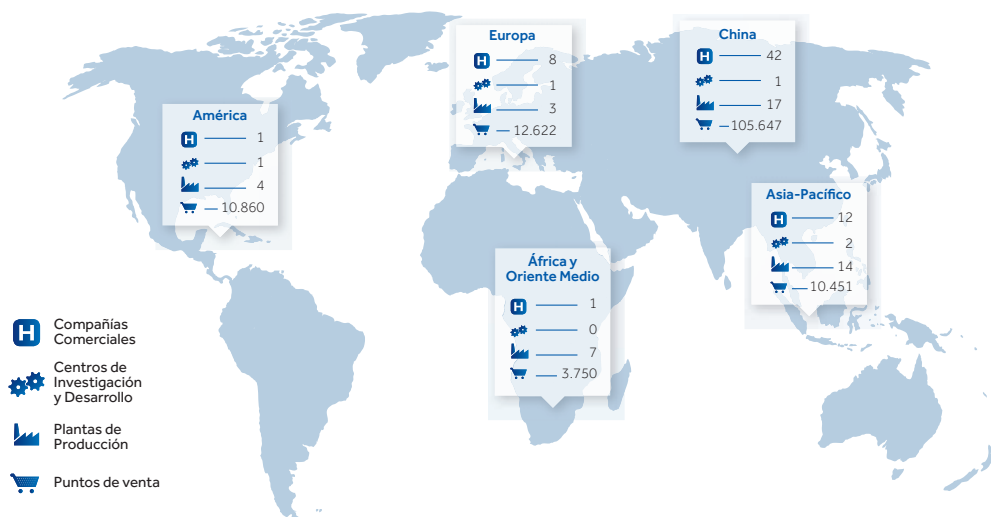 Europa
H 8
1
3
12.622
China
H 42
1
17
105.647
América
H 1
1
4
10.860
Asia-Pacífico
H 12
2
14
10.451
África y
Oriente Medio
H 1
0
7
3.750
H Compañías
Comerciales
Centros de
Investigación
y Desarrollo
Plantas de
Producción
Puntos de venta